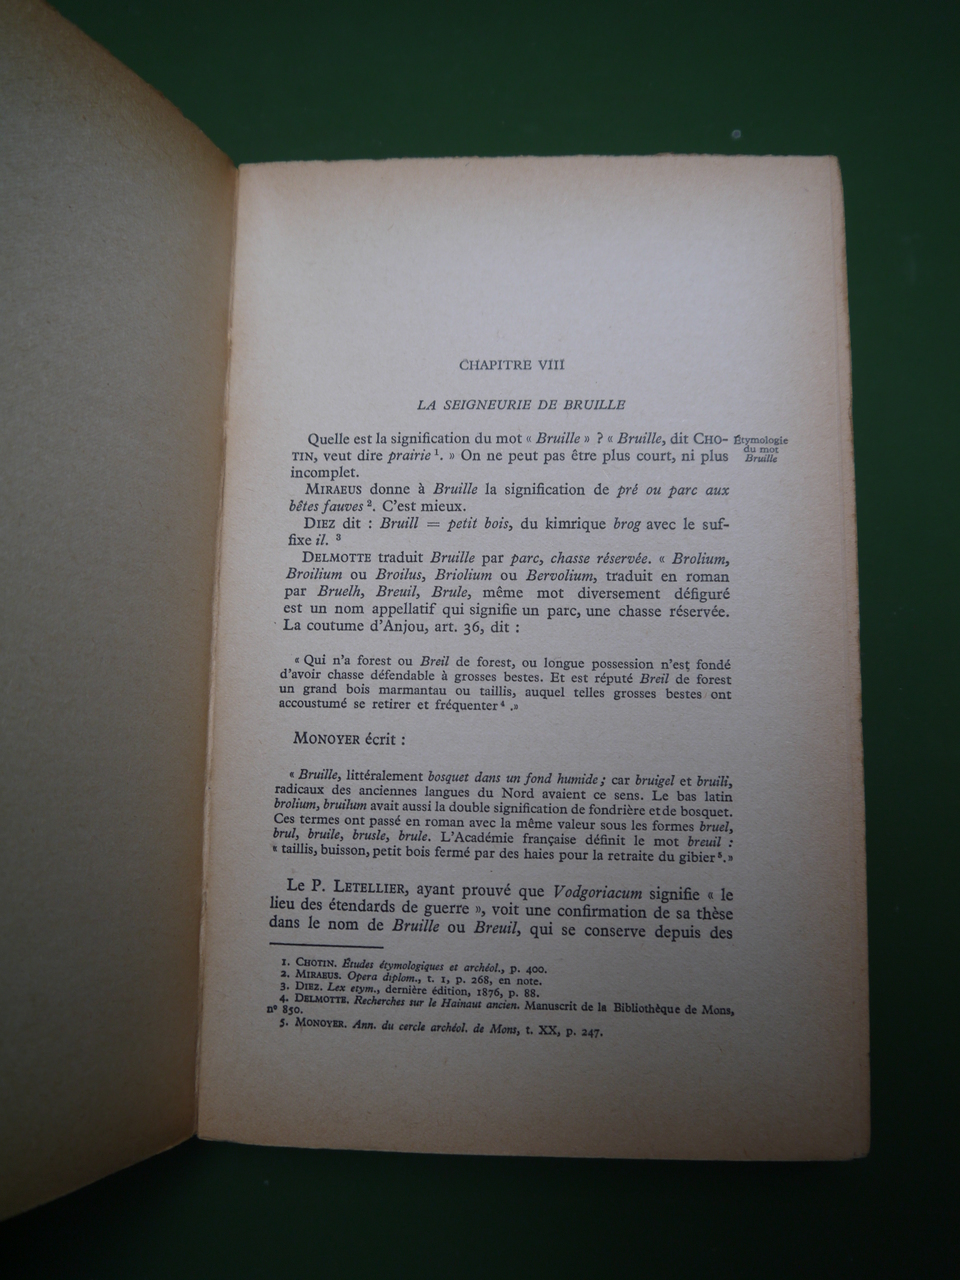 CHAPITRE VIII
LA SEIGNEURIE DE BRUILLE
Quelle est la signification du mot « Bruille » ? « Bruille, dit CHO-
TIN, veut dire prairie ¹. » On ne peut pas être plus court, ni plus
incomplet.
Étymologie
du mot
Bruille
MIRAEUS donne à Bruille la signification de pré ou parc aux
bêtes fauves ². C'est mieux.
DIEZ dit : Bruill = petit bois, du kimrique brog avec le suf-
fixe il. ³
DELMOTTE traduit Bruille par parc, chasse réservée. « Brolium,
Broilium ou Broilus, Briolium ou Bervolium, traduit en roman
par Bruelh, Breuil, Brule, même mot diversement défiguré
est un nom appellatif qui signifie un parc, une chasse réservée.
La coutume d'Anjou, art. 36, dit :
« Qui n'a forest ou Breil de forest, ou longue possession n'est fondé
d'avoir chasse défendable à grosses bestes. Et est réputé Breil de forest
un grand bois marmantau ou taillis, auquel telles grosses bestes ont
accoustumé se retirer et fréquenter ⁴ .»
MONOYER écrit :
« Bruille, littéralement bosquet dans un fond humide ; car bruigel et bruili,
radicaux des anciennes langues du Nord avaient ce sens. Le bas latin
brolium, bruilum avait aussi la double signification de fondrière et de bosquet.
Ces termes ont passé en roman avec la même valeur sous les formes bruel,
brul, bruile, brusle, brule. L'Académie française définit le mot breuil :
« taillis, buisson, petit bois fermé par des haies pour la retraite du gibier ⁵.»
Le P. LETELLIER, ayant prouvé que Vodgoriacum signifie « le
lieu des étendards de guerre », voit une confirmation de sa thèse
dans le nom de Bruille ou Breuil, qui se conserve depuis des
1. CHOTIN. Études étymologiques et archéol., p. 400.
2. MIRAEUS. Opera diplom., t. 1, p. 268, en note.
3. DIEZ. Lex etym., dernière édition, 1876, p. 88.
4. DELMOTTE. Recherches sur le Hainaut ancien. Manuscrit de la Bibliothèque de Mons,
n° 850.
5. MONOYER. Ann. du cercle archéol. de Mons, t. XX, p. 247.